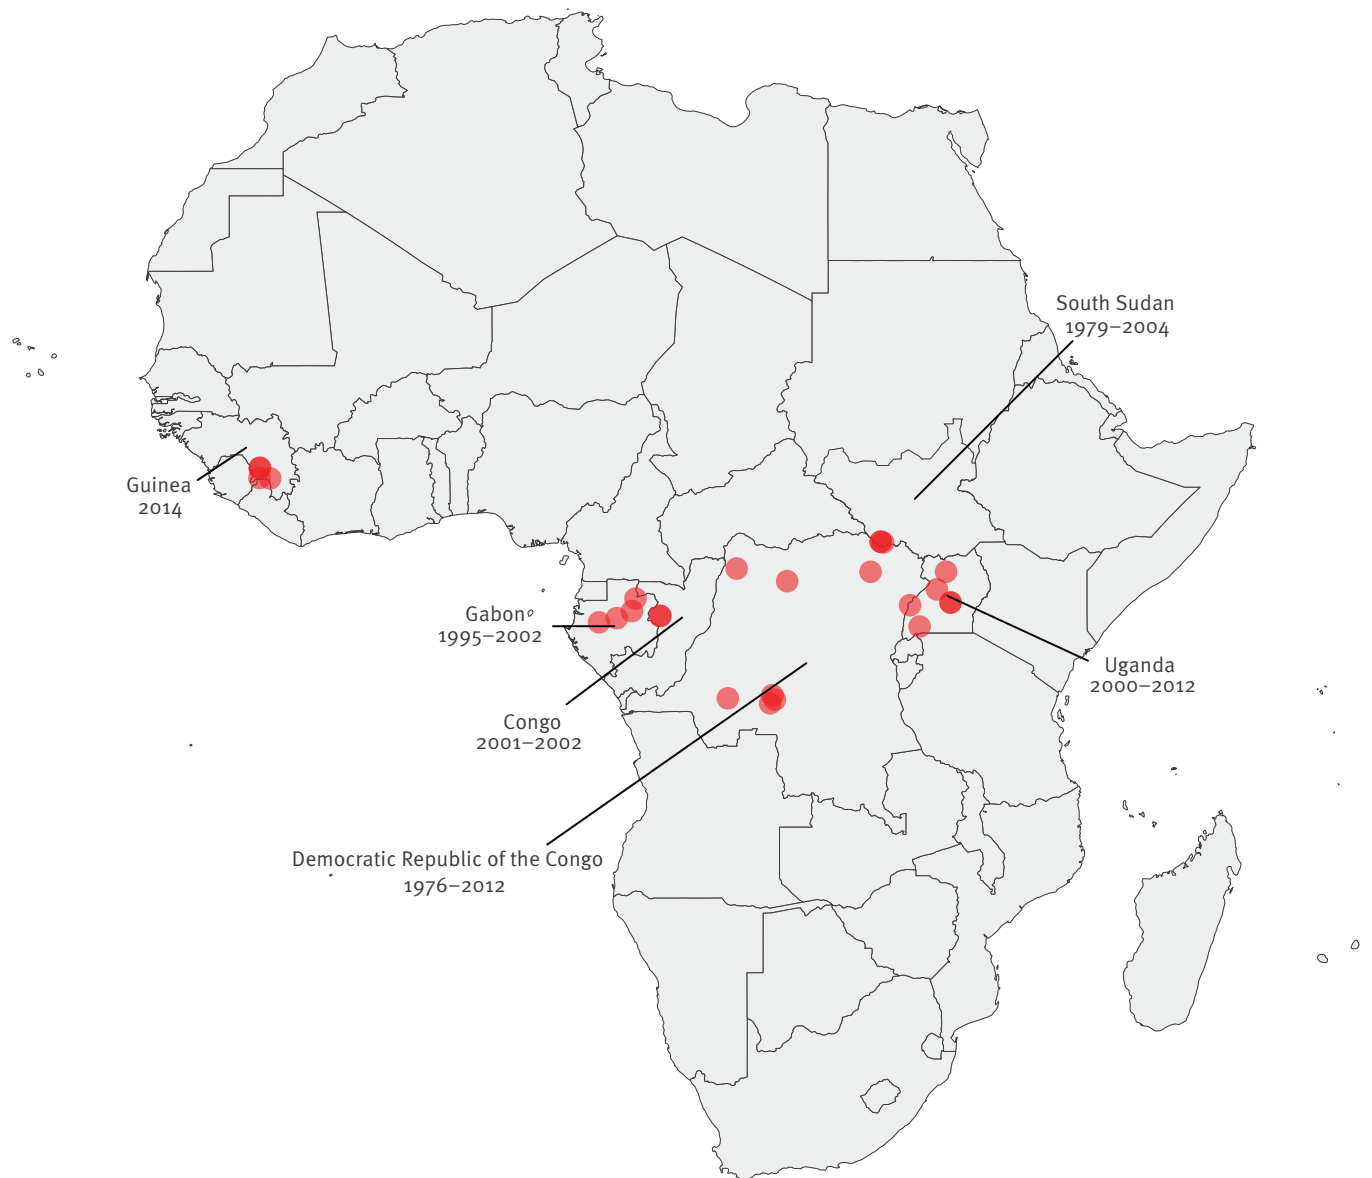 South Sudan
1979–2004
Guinea
2014
Gabon
1995–2002
Uganda
2000–2012
Congo
2001–2002
Democratic Republic of the Congo
1976–2012